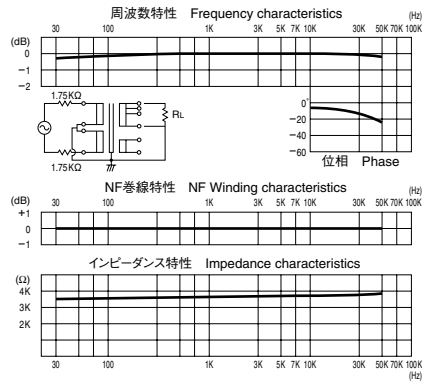 周波数特性 Frequency characteristics
(Hz)
30 100 1K 3K 5K 7K 10K 30K 50K 70K 100K
(dB)
0
−1
−2
1.75KΩ
RL
1.75KΩ
0°
−20
−40
−60
位相 Phase
NF巻線特性 NF Winding characteristics
(Hz)
(dB) 30 100 1K 3K 5K 7K 10K 30K 50K 70K 100K
+1
0
−1
インピーダンス特性 Impedance characteristics
(Ω)
4K
3K
2K
30 100 1K 3K 5K 7K 10K 30K 50K 70K 100K
(Hz)